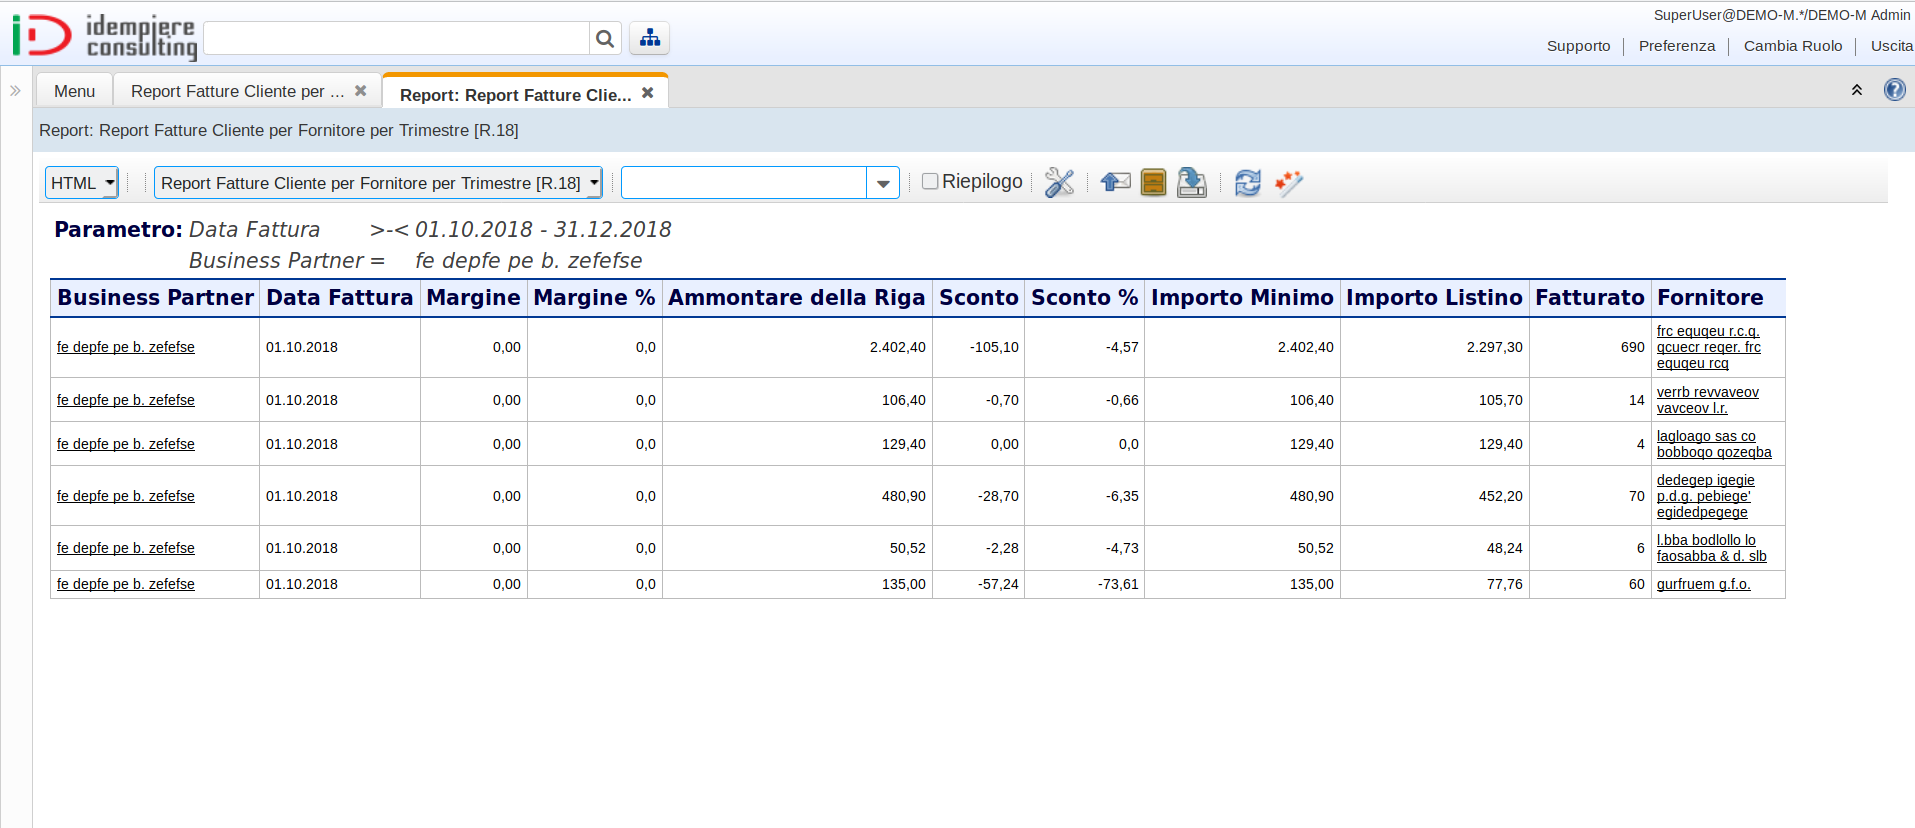 SuperUser@DEMO-M.*/DEMO-M Admin
idempiere
consulting
Supporto Preferenza Cambia Ruolo Uscita
Menu Report Fatture Cliente per ... Report: Report Fatture Clie...
Report: Report Fatture Cliente per Fornitore per Trimestre [R.18]
HTML Report Fatture Cliente per Fornitore per Trimestre [R.18] Riepilogo
Parametro: Data Fattura >-< 01.10.2018 - 31.12.2018
Business Partner = fe depfe pe b. zefefse
Business Partner Data Fattura Margine Margine % Ammontare della Riga Sconto Sconto % Importo Minimo Importo Listino Fatturato Fornitore
fe depfe pe b. zefefse 01.10.2018 0,00 0,0 2.402,40 -105,10 -4,57 2.402,40 2.297,30 690 frc equqeu r.c.q.
qcuecr reqer. frc
equqeu rcq
fe depfe pe b. zefefse 01.10.2018 0,00 0,0 106,40 -0,70 -0,66 106,40 105,70 14 verrb revvaveov
vavceov l.r.
fe depfe pe b. zefefse 01.10.2018 0,00 0,0 129,40 0,00 0,0 129,40 129,40 4 lagloago sas co
bobboqo qozeqba
fe depfe pe b. zefefse 01.10.2018 0,00 0,0 480,90 -28,70 -6,35 480,90 452,20 70 dedegep igegie
p.d.g. pebiege'
egidedpegege
fe depfe pe b. zefefse 01.10.2018 0,00 0,0 50,52 -2,28 -4,73 50,52 48,24 6 l.bba bodlollo lo
faosabba & d. slb
fe depfe pe b. zefefse 01.10.2018 0,00 0,0 135,00 -57,24 -73,61 135,00 77,76 60 gurfruem g.f.o.